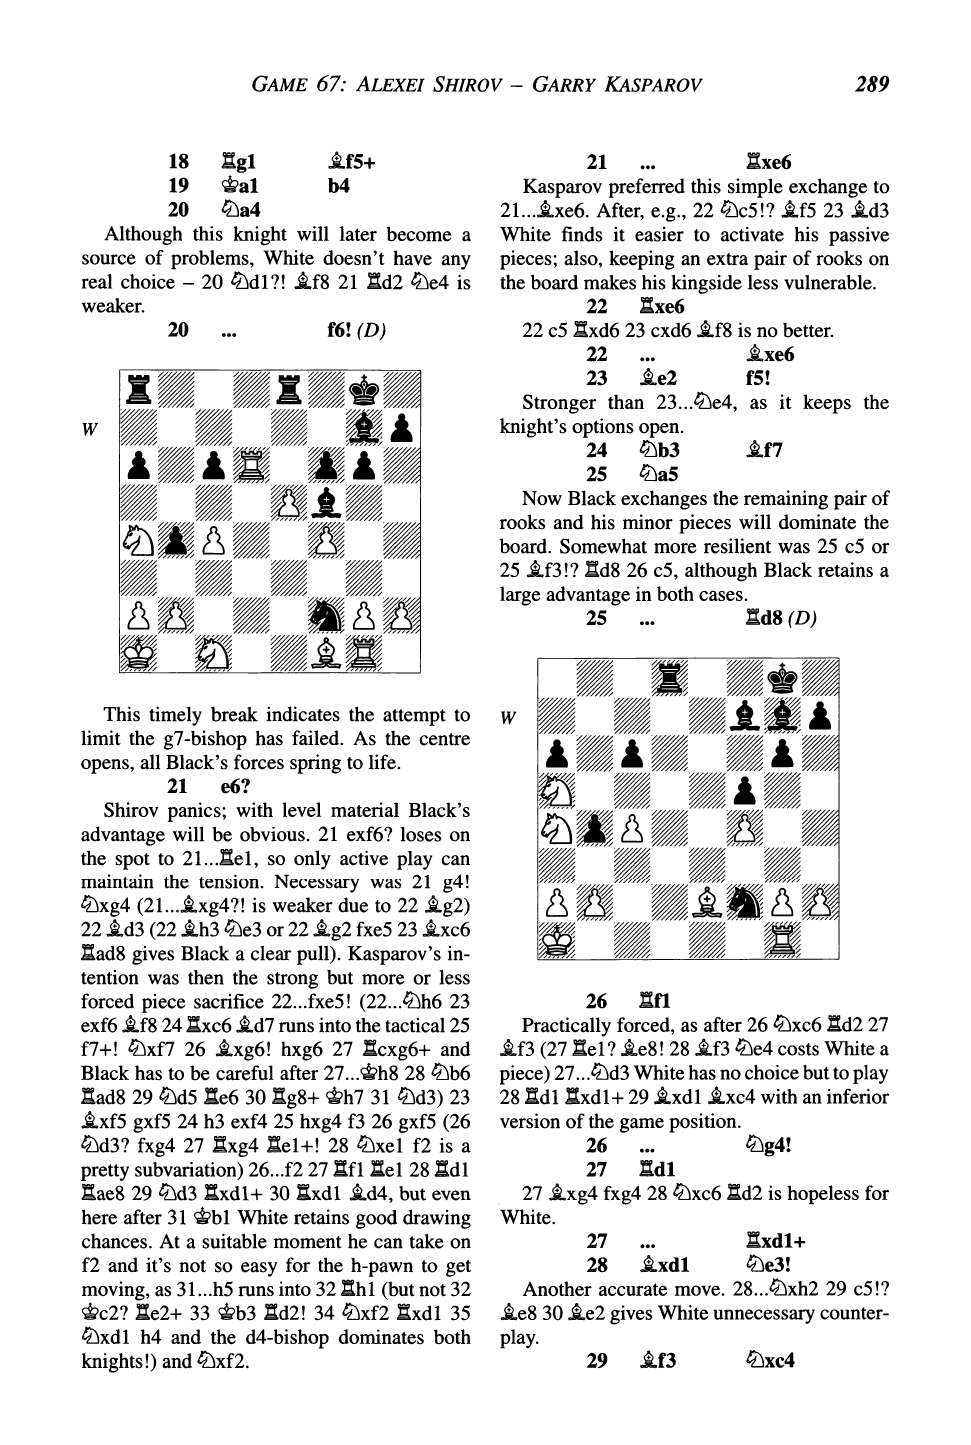 GAME 67: ALEXEI SHIROV – GARRY KASPAROV 289
18 ♖g1 ♗f5+
19 ♔a1 b4
20 ♘a4
Although this knight will later become a
source of problems, White doesn't have any
real choice – 20 ♘d1?! ♗f8 21 ♖d2 ♘e4 is
weaker.
20 ... f6! (D)
W
This timely break indicates the attempt to
limit the g7-bishop has failed. As the centre
opens, all Black's forces spring to life.
21 e6?
Shirov panics; with level material Black's
advantage will be obvious. 21 exf6? loses on
the spot to 21...♖e1, so only active play can
maintain the tension. Necessary was 21 g4!
♘xg4 (21...♗xg4?! is weaker due to 22 ♗g2)
22 ♗d3 (22 ♗h3 ♘e3 or 22 ♗g2 fxe5 23 ♗xc6
♖ad8 gives Black a clear pull). Kasparov's in-
tention was then the strong but more or less
forced piece sacrifice 22...fxe5! (22...♘h6 23
exf6 ♗f8 24 ♖xc6 ♗d7 runs into the tactical 25
f7+! ♘xf7 26 ♗xg6! hxg6 27 ♖cxg6+ and
Black has to be careful after 27...♔h8 28 ♘b6
♖ad8 29 ♘d5 ♖e6 30 ♖g8+ ♔h7 31 ♘d3) 23
♗xf5 gxf5 24 h3 exf4 25 hxg4 f3 26 gxf5 (26
♘d3? fxg4 27 ♖xg4 ♖e1+! 28 ♘xe1 f2 is a
pretty subvariation) 26...f2 27 ♖f1 ♖e1 28 ♖d1
♖ae8 29 ♘d3 ♖xd1+ 30 ♖xd1 ♗d4, but even
here after 31 ♔b1 White retains good drawing
chances. At a suitable moment he can take on
f2 and it's not so easy for the h-pawn to get
moving, as 31...h5 runs into 32 ♖h1 (but not 32
♔c2? ♖e2+ 33 ♔b3 ♖d2! 34 ♘xf2 ♖xd1 35
♘xd1 h4 and the d4-bishop dominates both
knights!) and ♘xf2.
21 ... ♖xe6
Kasparov preferred this simple exchange to
21...♗xe6. After, e.g., 22 ♘c5!? ♗f5 23 ♗d3
White finds it easier to activate his passive
pieces; also, keeping an extra pair of rooks on
the board makes his kingside less vulnerable.
22 ♖xe6
22 c5 ♖xd6 23 cxd6 ♗f8 is no better.
22 ... ♗xe6
23 ♗e2 f5!
Stronger than 23...♘e4, as it keeps the
knight's options open.
24 ♘b3 ♗f7
25 ♘a5
Now Black exchanges the remaining pair of
rooks and his minor pieces will dominate the
board. Somewhat more resilient was 25 c5 or
25 ♗f3!? ♖d8 26 c5, although Black retains a
large advantage in both cases.
25 ... ♖d8 (D)
W
26 ♖f1
Practically forced, as after 26 ♘xc6 ♖d2 27
♗f3 (27 ♖e1? ♗e8! 28 ♗f3 ♘e4 costs White a
piece) 27...♘d3 White has no choice but to play
28 ♖d1 ♖xd1+ 29 ♗xd1 ♗xc4 with an inferior
version of the game position.
26 ... ♘g4!
27 ♖d1
27 ♗xg4 fxg4 28 ♘xc6 ♖d2 is hopeless for
White.
27 ... ♖xd1+
28 ♗xd1 ♘e3!
Another accurate move. 28...♘xh2 29 c5!?
♗e8 30 ♗e2 gives White unnecessary counter-
play.
29 ♗f3 ♘xc4